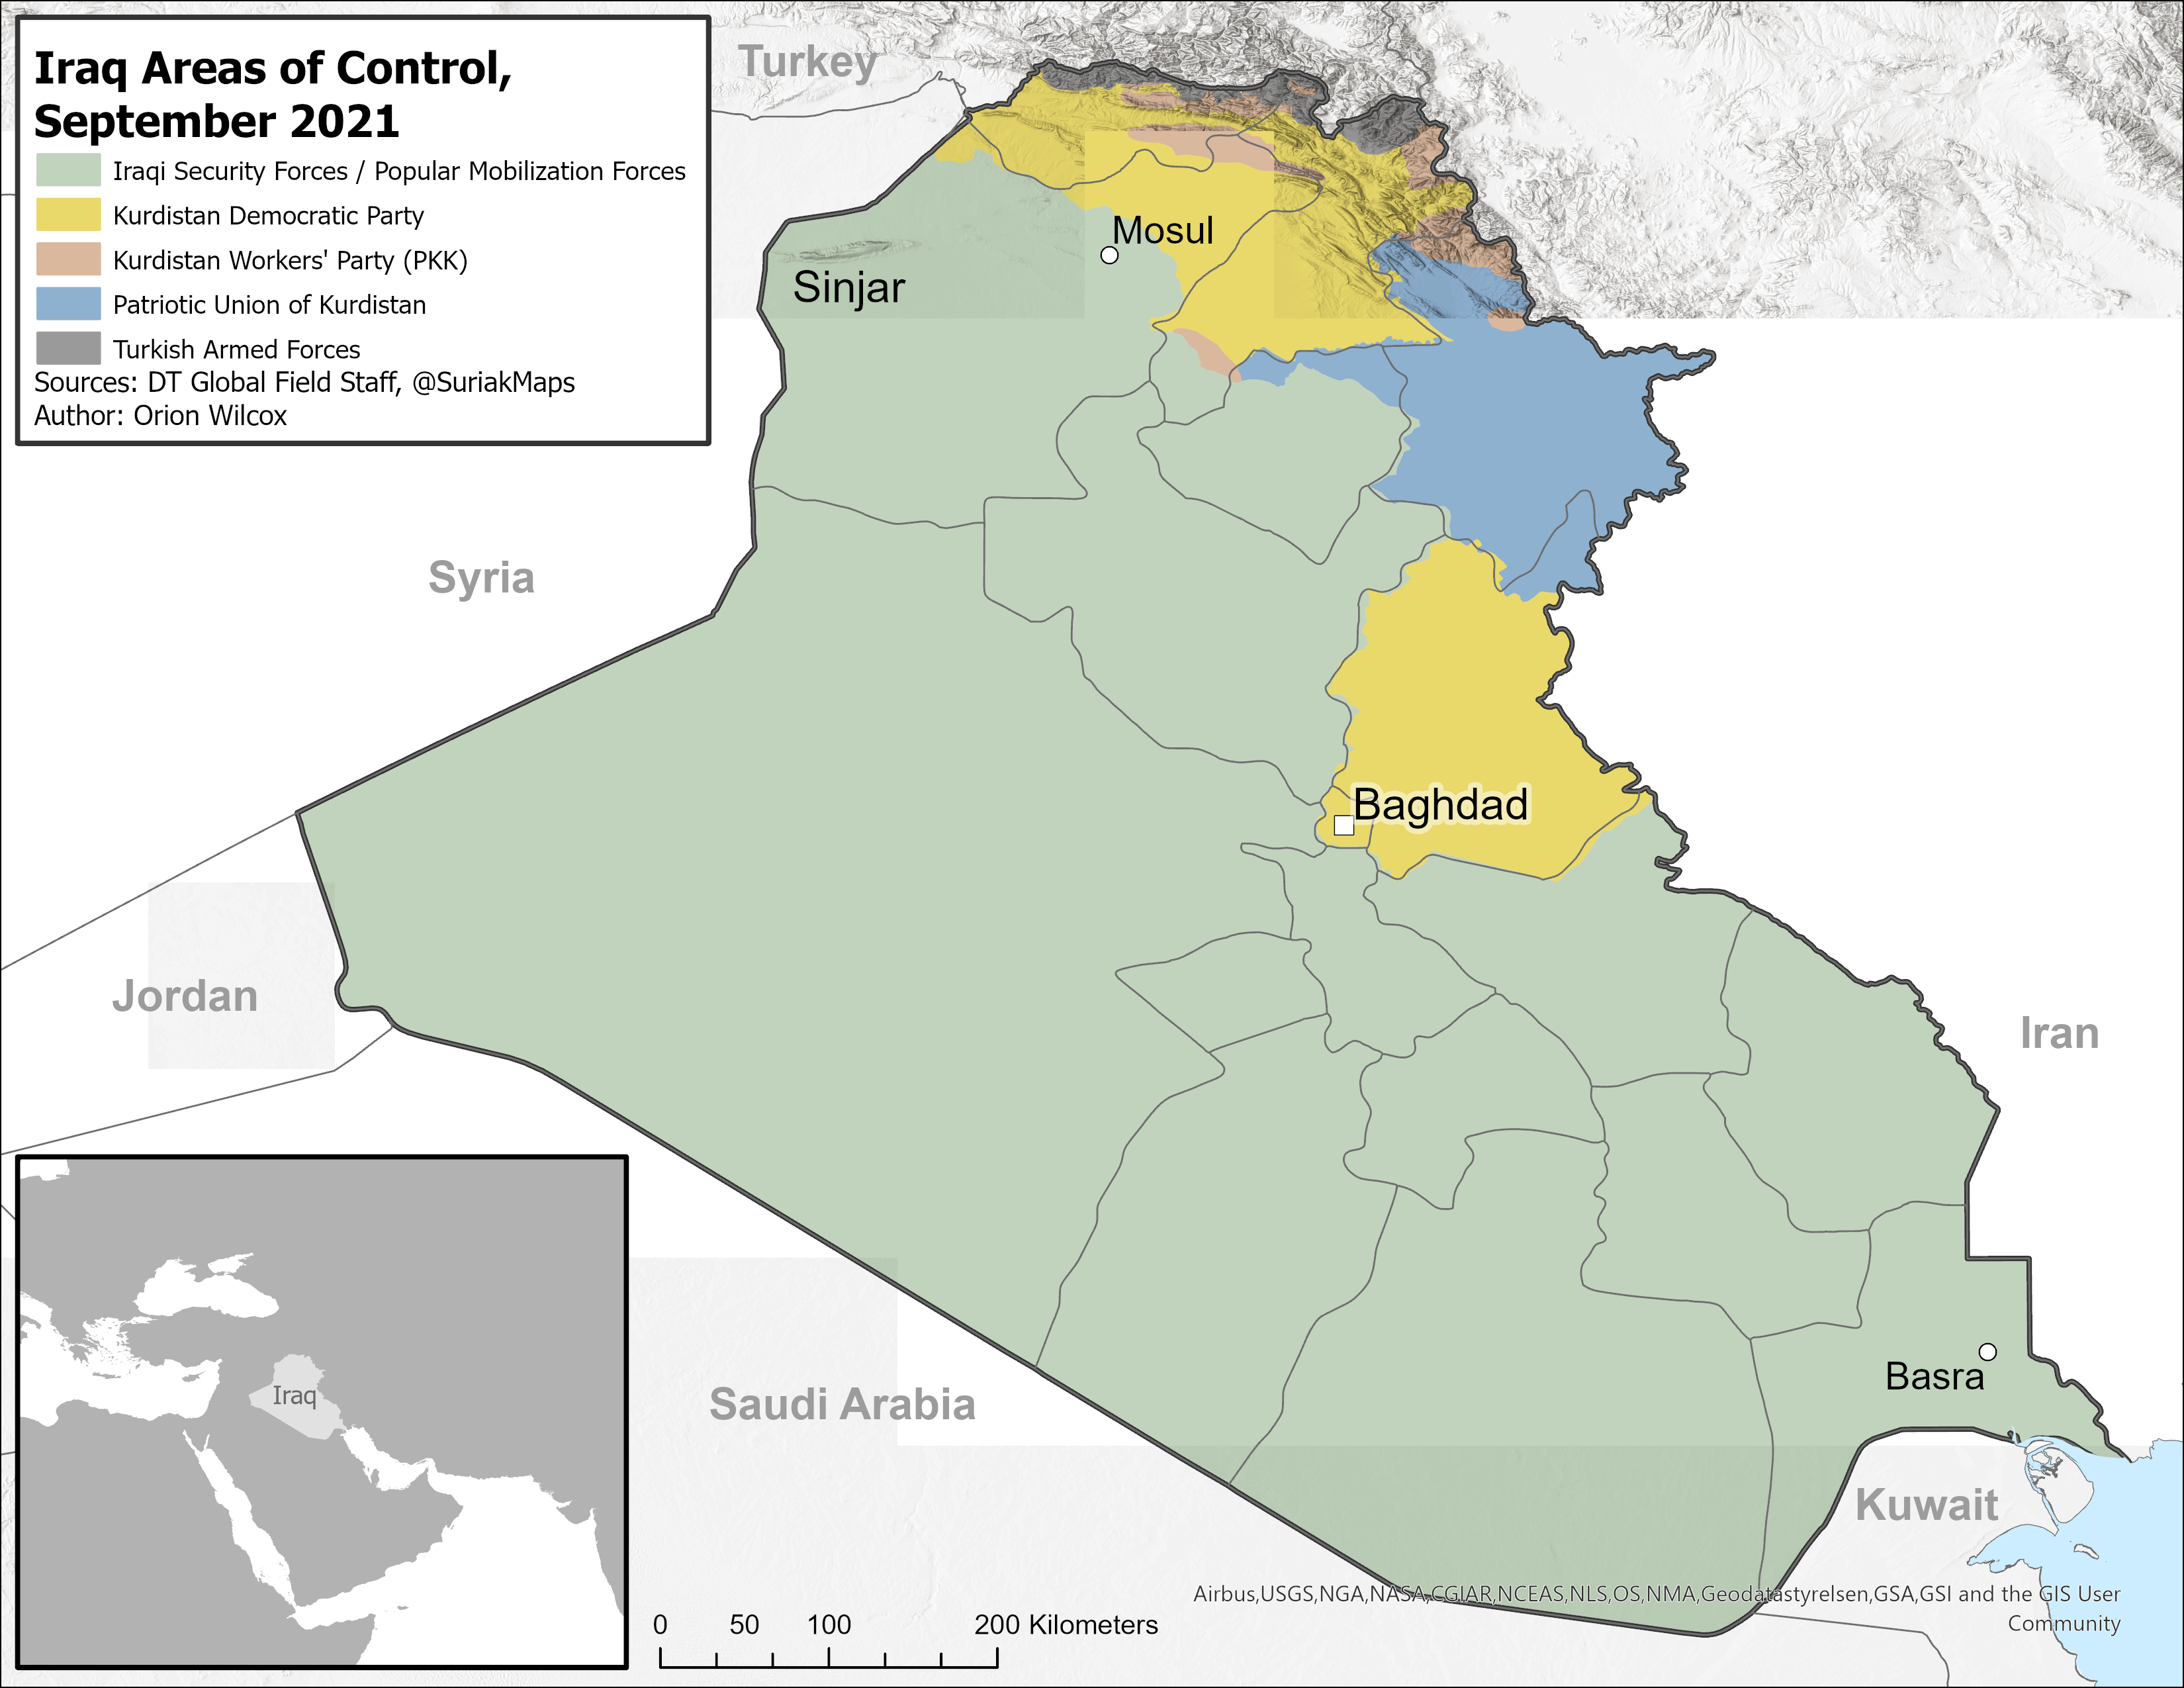 Iraq Areas of Control,
September 2021
Iraqi Security Forces / Popular Mobilization Forces
Kurdistan Democratic Party
Kurdistan Workers' Party (PKK)
Patriotic Union of Kurdistan
Turkish Armed Forces
Sources: DT Global Field Staff, @SuriakMaps
Author: Orion Wilcox
Turkey
Mosul
Sinjar
Syria
Baghdad
Jordan
Iran
Iraq
Basra
Saudi Arabia
Kuwait
Airbus,USGS,NGA,NASA,CGIAR,NCEAS,NLS,OS,NMA,Geodatastyrelsen,GSA,GSI and the GIS User
Community
0 50 100 200 Kilometers